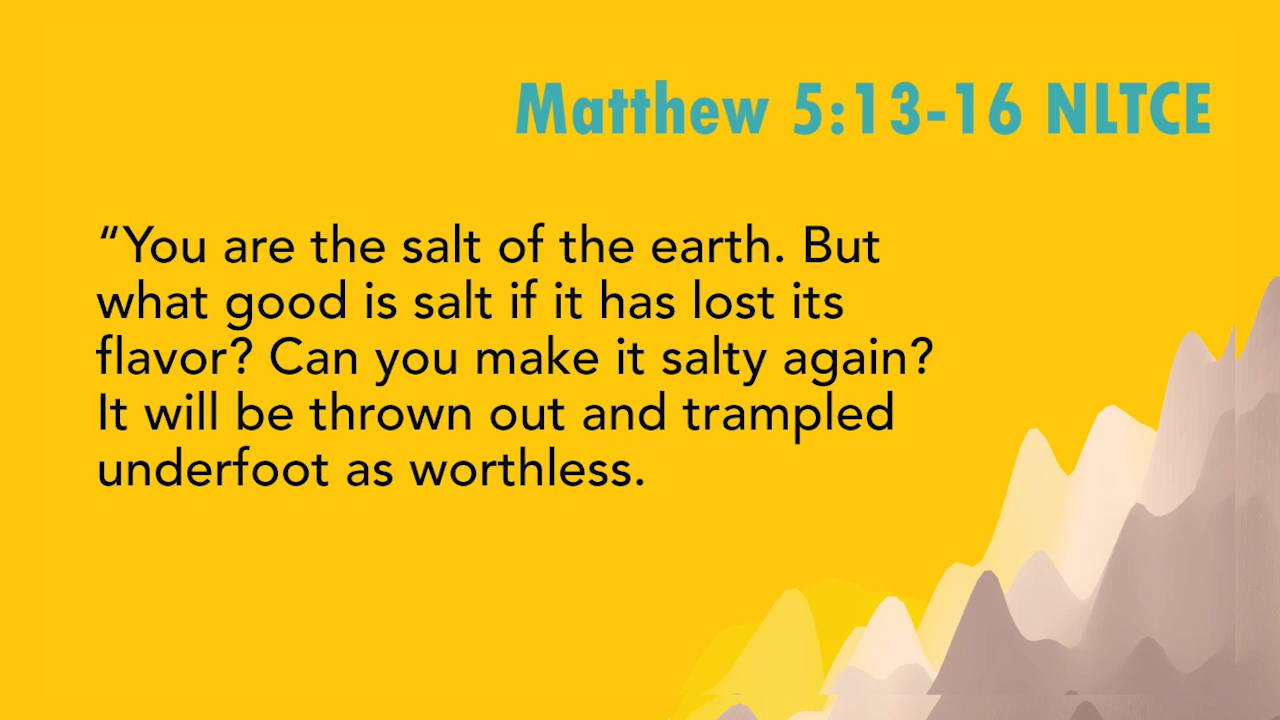 Matthew 5:13-16 NLTCE
“You are the salt of the earth. But
what good is salt if it has lost its
flavor? Can you make it salty again?
It will be thrown out and trampled
underfoot as worthless.